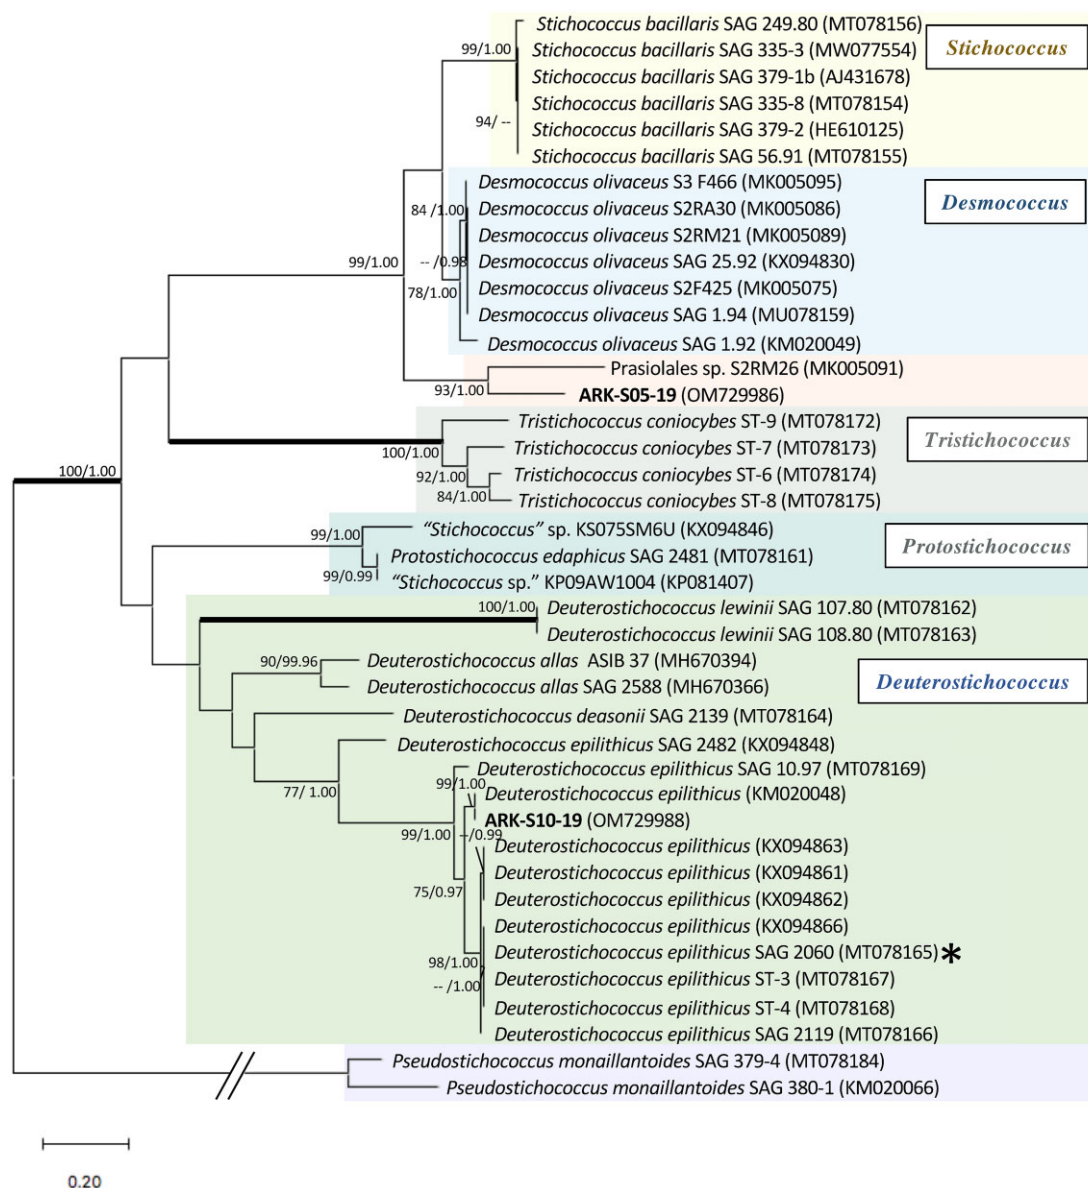 Stichococcus bacillaris SAG 249.80 (MT078156)
99/1.00
Stichococcus bacillaris SAG 335-3 (MW077554)
Stichococcus
Stichococcus bacillaris SAG 379-1b (AJ431678)
Stichococcus bacillaris SAG 335-8 (MT078154)
94/ --
Stichococcus bacillaris SAG 379-2 (HE610125)
Stichococcus bacillaris SAG 56.91 (MT078155)
Desmococcus olivaceus S3 F466 (MK005095)
84 /1.00
Desmococcus olivaceus S2RA30 (MK005086)
Desmococcus
Desmococcus olivaceus S2RM21 (MK005089)
99/1.00
-- /0.98
Desmococcus olivaceus SAG 25.92 (KX094830)
78/1.00
Desmococcus olivaceus S2F425 (MK005075)
Desmococcus olivaceus SAG 1.94 (MU078159)
Desmococcus olivaceus SAG 1.92 (KM020049)
Prasiolales sp. S2RM26 (MK005091)
93/1.00
ARK-S05-19 (OM729986)
Tristichococcus coniocybes ST-9 (MT078172)
Tristichococcus
100/1.00
Tristichococcus coniocybes ST-7 (MT078173)
100/1.00
92/1.00
Tristichococcus coniocybes ST-6 (MT078174)
84/1.00
Tristichococcus coniocybes ST-8 (MT078175)
99/1.00
“Stichococcus” sp. KS075SM6U (KX094846)
Protostichococcus
Protostichococcus edaphicus SAG 2481 (MT078161)
99/0.99
“Stichococcus sp.” KP09AW1004 (KP081407)
100/1.00
Deuterostichococcus lewinii SAG 107.80 (MT078162)
Deuterostichococcus lewinii SAG 108.80 (MT078163)
90/99.96
Deuterostichococcus allas ASIB 37 (MH670394)
Deuterostichococcus allas SAG 2588 (MH670366)
Deuterostichococcus
Deuterostichococcus deasonii SAG 2139 (MT078164)
Deuterostichococcus epilithicus SAG 2482 (KX094848)
Deuterostichococcus epilithicus SAG 10.97 (MT078169)
99/1.00
77/ 1.00
Deuterostichococcus epilithicus (KM020048)
ARK-S10-19 (OM729988)
99/1.00
--/0.99
Deuterostichococcus epilithicus (KX094863)
Deuterostichococcus epilithicus (KX094861)
75/0.97
Deuterostichococcus epilithicus (KX094862)
Deuterostichococcus epilithicus (KX094866)
Deuterostichococcus epilithicus SAG 2060 (MT078165)*
98/1.00
Deuterostichococcus epilithicus ST-3 (MT078167)
-- /1.00
Deuterostichococcus epilithicus ST-4 (MT078168)
Deuterostichococcus epilithicus SAG 2119 (MT078166)
Pseudostichococcus monaillantoides SAG 379-4 (MT078184)
Pseudostichococcus monaillantoides SAG 380-1 (KM020066)
0.20